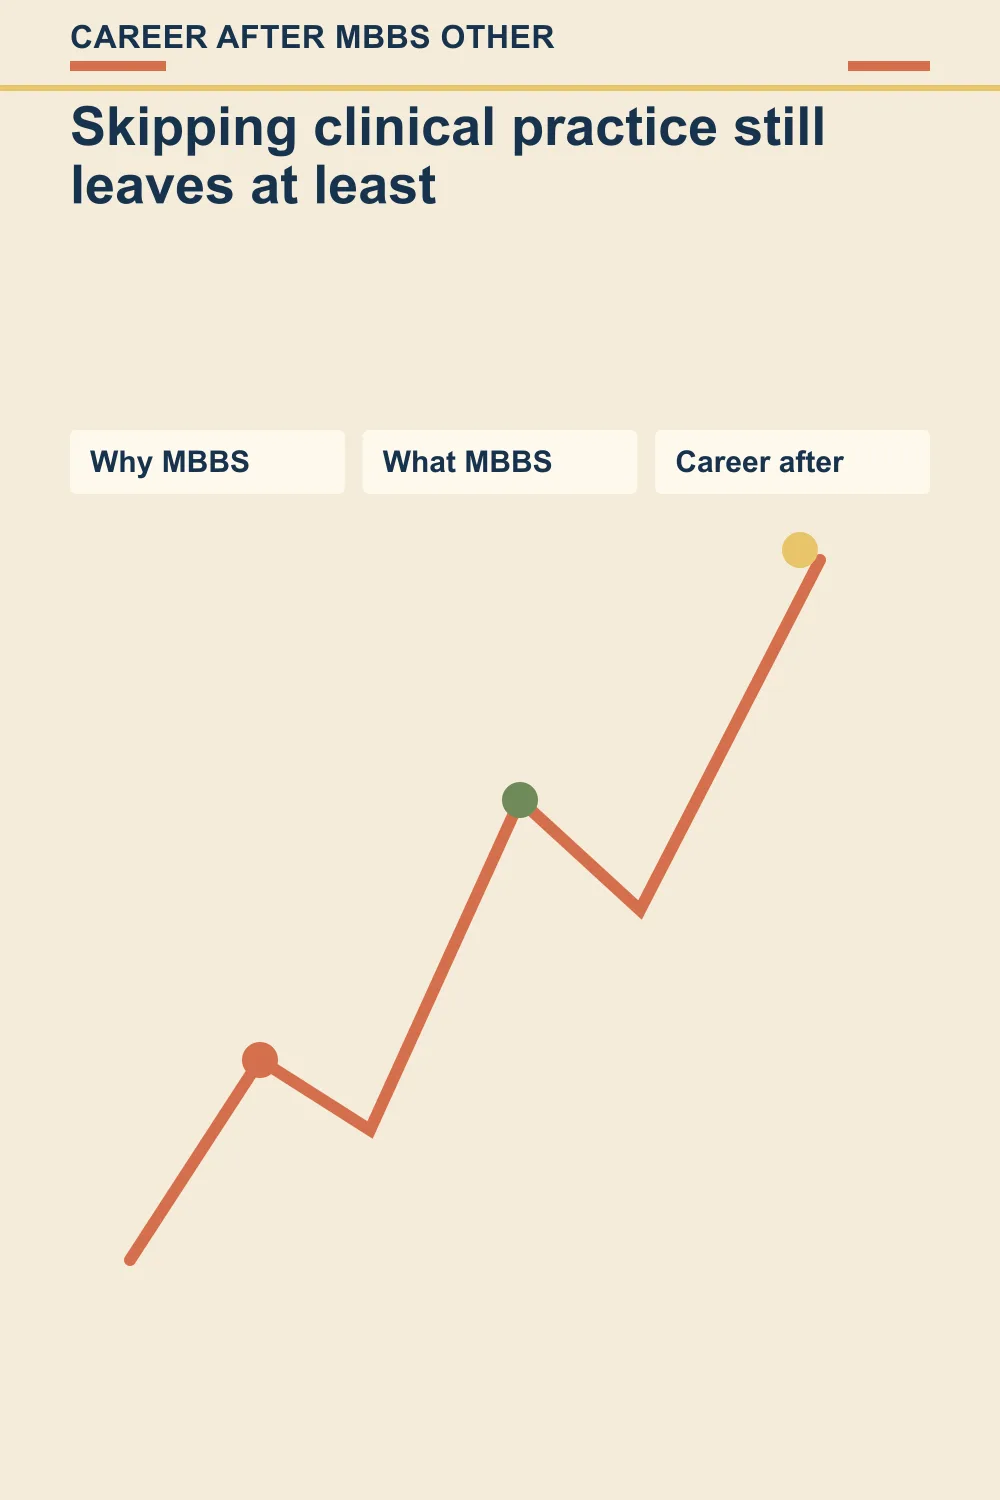 CAREER AFTER MBBS OTHER
Skipping clinical practice still
leaves at least
Why MBBS
What MBBS
Career after